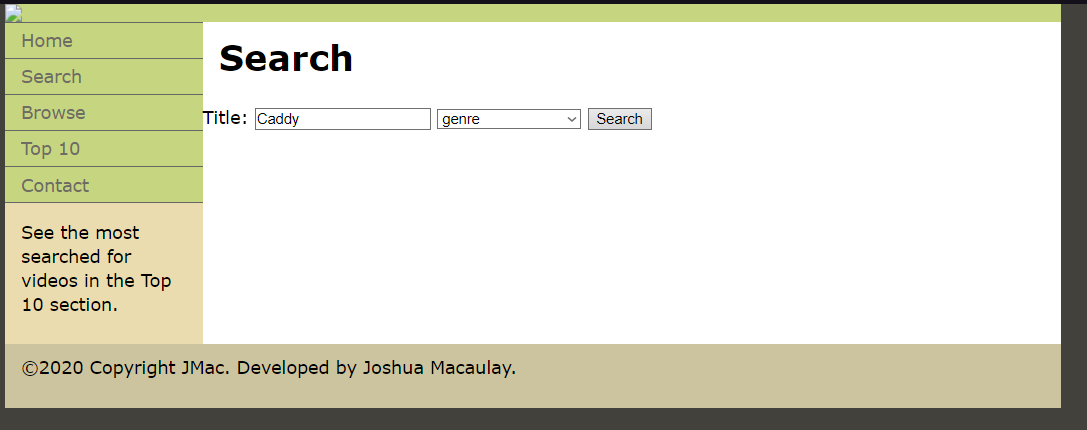 Home
Search
Browse
Top 10
Contact
See the most
searched for
videos in the Top
10 section.
Search
Title: Caddy genre Search
©2020 Copyright JMac. Developed by Joshua Macaulay.